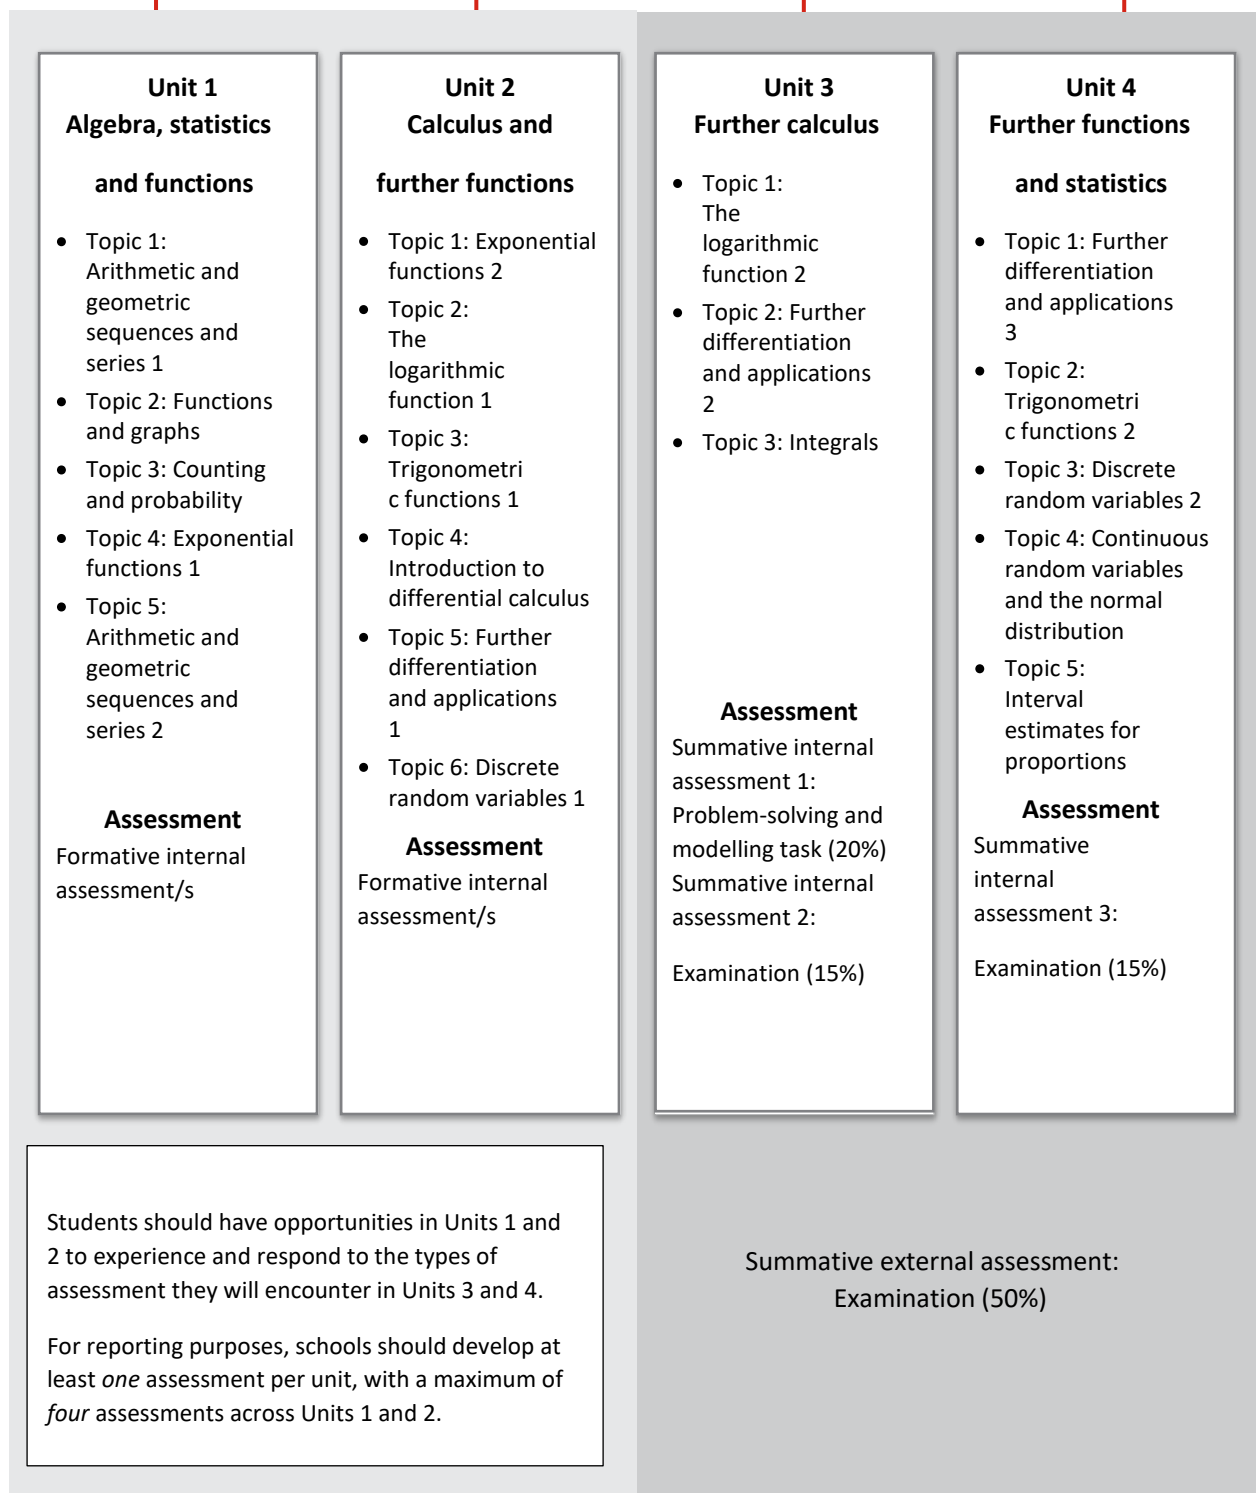 Unit 1
Algebra, statistics
and functions
• Topic 1:
Arithmetic and
geometric
sequences and
series 1
• Topic 2: Functions
and graphs
• Topic 3: Counting
and probability
• Topic 4: Exponential
functions 1
• Topic 5:
Arithmetic and
geometric
sequences and
series 2
Assessment
Formative internal
assessment/s
Unit 2
Calculus and
further functions
• Topic 1: Exponential
functions 2
• Topic 2:
The
logarithmic
function 1
• Topic 3:
Trigonometri
c functions 1
• Topic 4:
Introduction to
differential calculus
• Topic 5: Further
differentiation
and applications
1
• Topic 6: Discrete
random variables 1
Assessment
Formative internal
assessment/s
Unit 3
Further calculus
• Topic 1:
The
logarithmic
function 2
• Topic 2: Further
differentiation
and applications
2
• Topic 3: Integrals
Assessment
Summative internal
assessment 1:
Problem-solving and
modelling task (20%)
Summative internal
assessment 2:
Examination (15%)
Unit 4
Further functions
and statistics
• Topic 1: Further
differentiation
and applications
3
• Topic 2:
Trigonometri
c functions 2
• Topic 3: Discrete
random variables 2
• Topic 4: Continuous
random variables
and the normal
distribution
• Topic 5:
Interval
estimates for
proportions
Assessment
Summative
internal
assessment 3:
Examination (15%)
Students should have opportunities in Units 1 and
2 to experience and respond to the types of
assessment they will encounter in Units 3 and 4.
For reporting purposes, schools should develop at
least one assessment per unit, with a maximum of
four assessments across Units 1 and 2.
Summative external assessment:
Examination (50%)